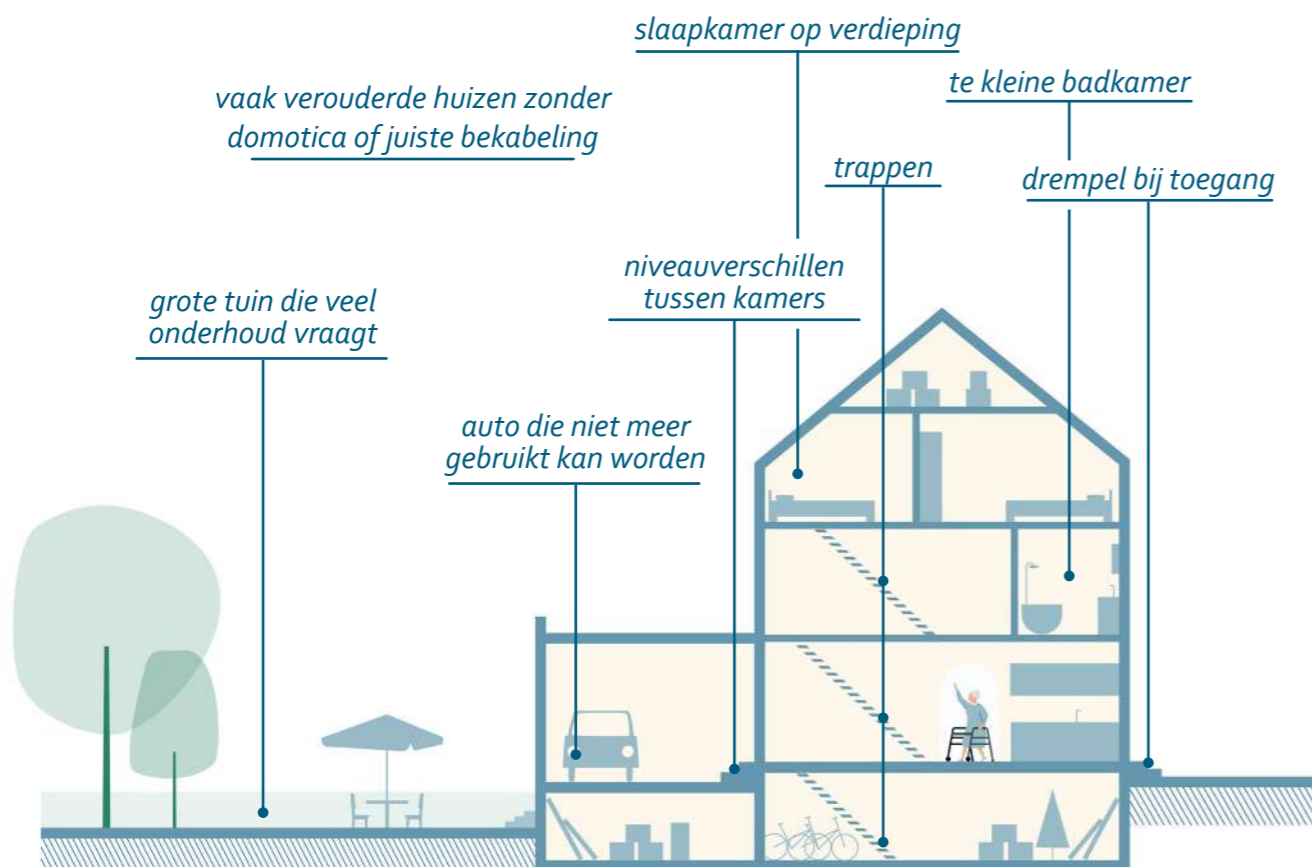 slaapkamer op verdieping
vaak verouderde huizen zonder
domotica of juiste bekabeling
te kleine badkamer
trappen
drempel bij toegang
niveauverschillen
tussen kamers
grote tuin die veel
onderhoud vraagt
auto die niet meer
gebruikt kan worden